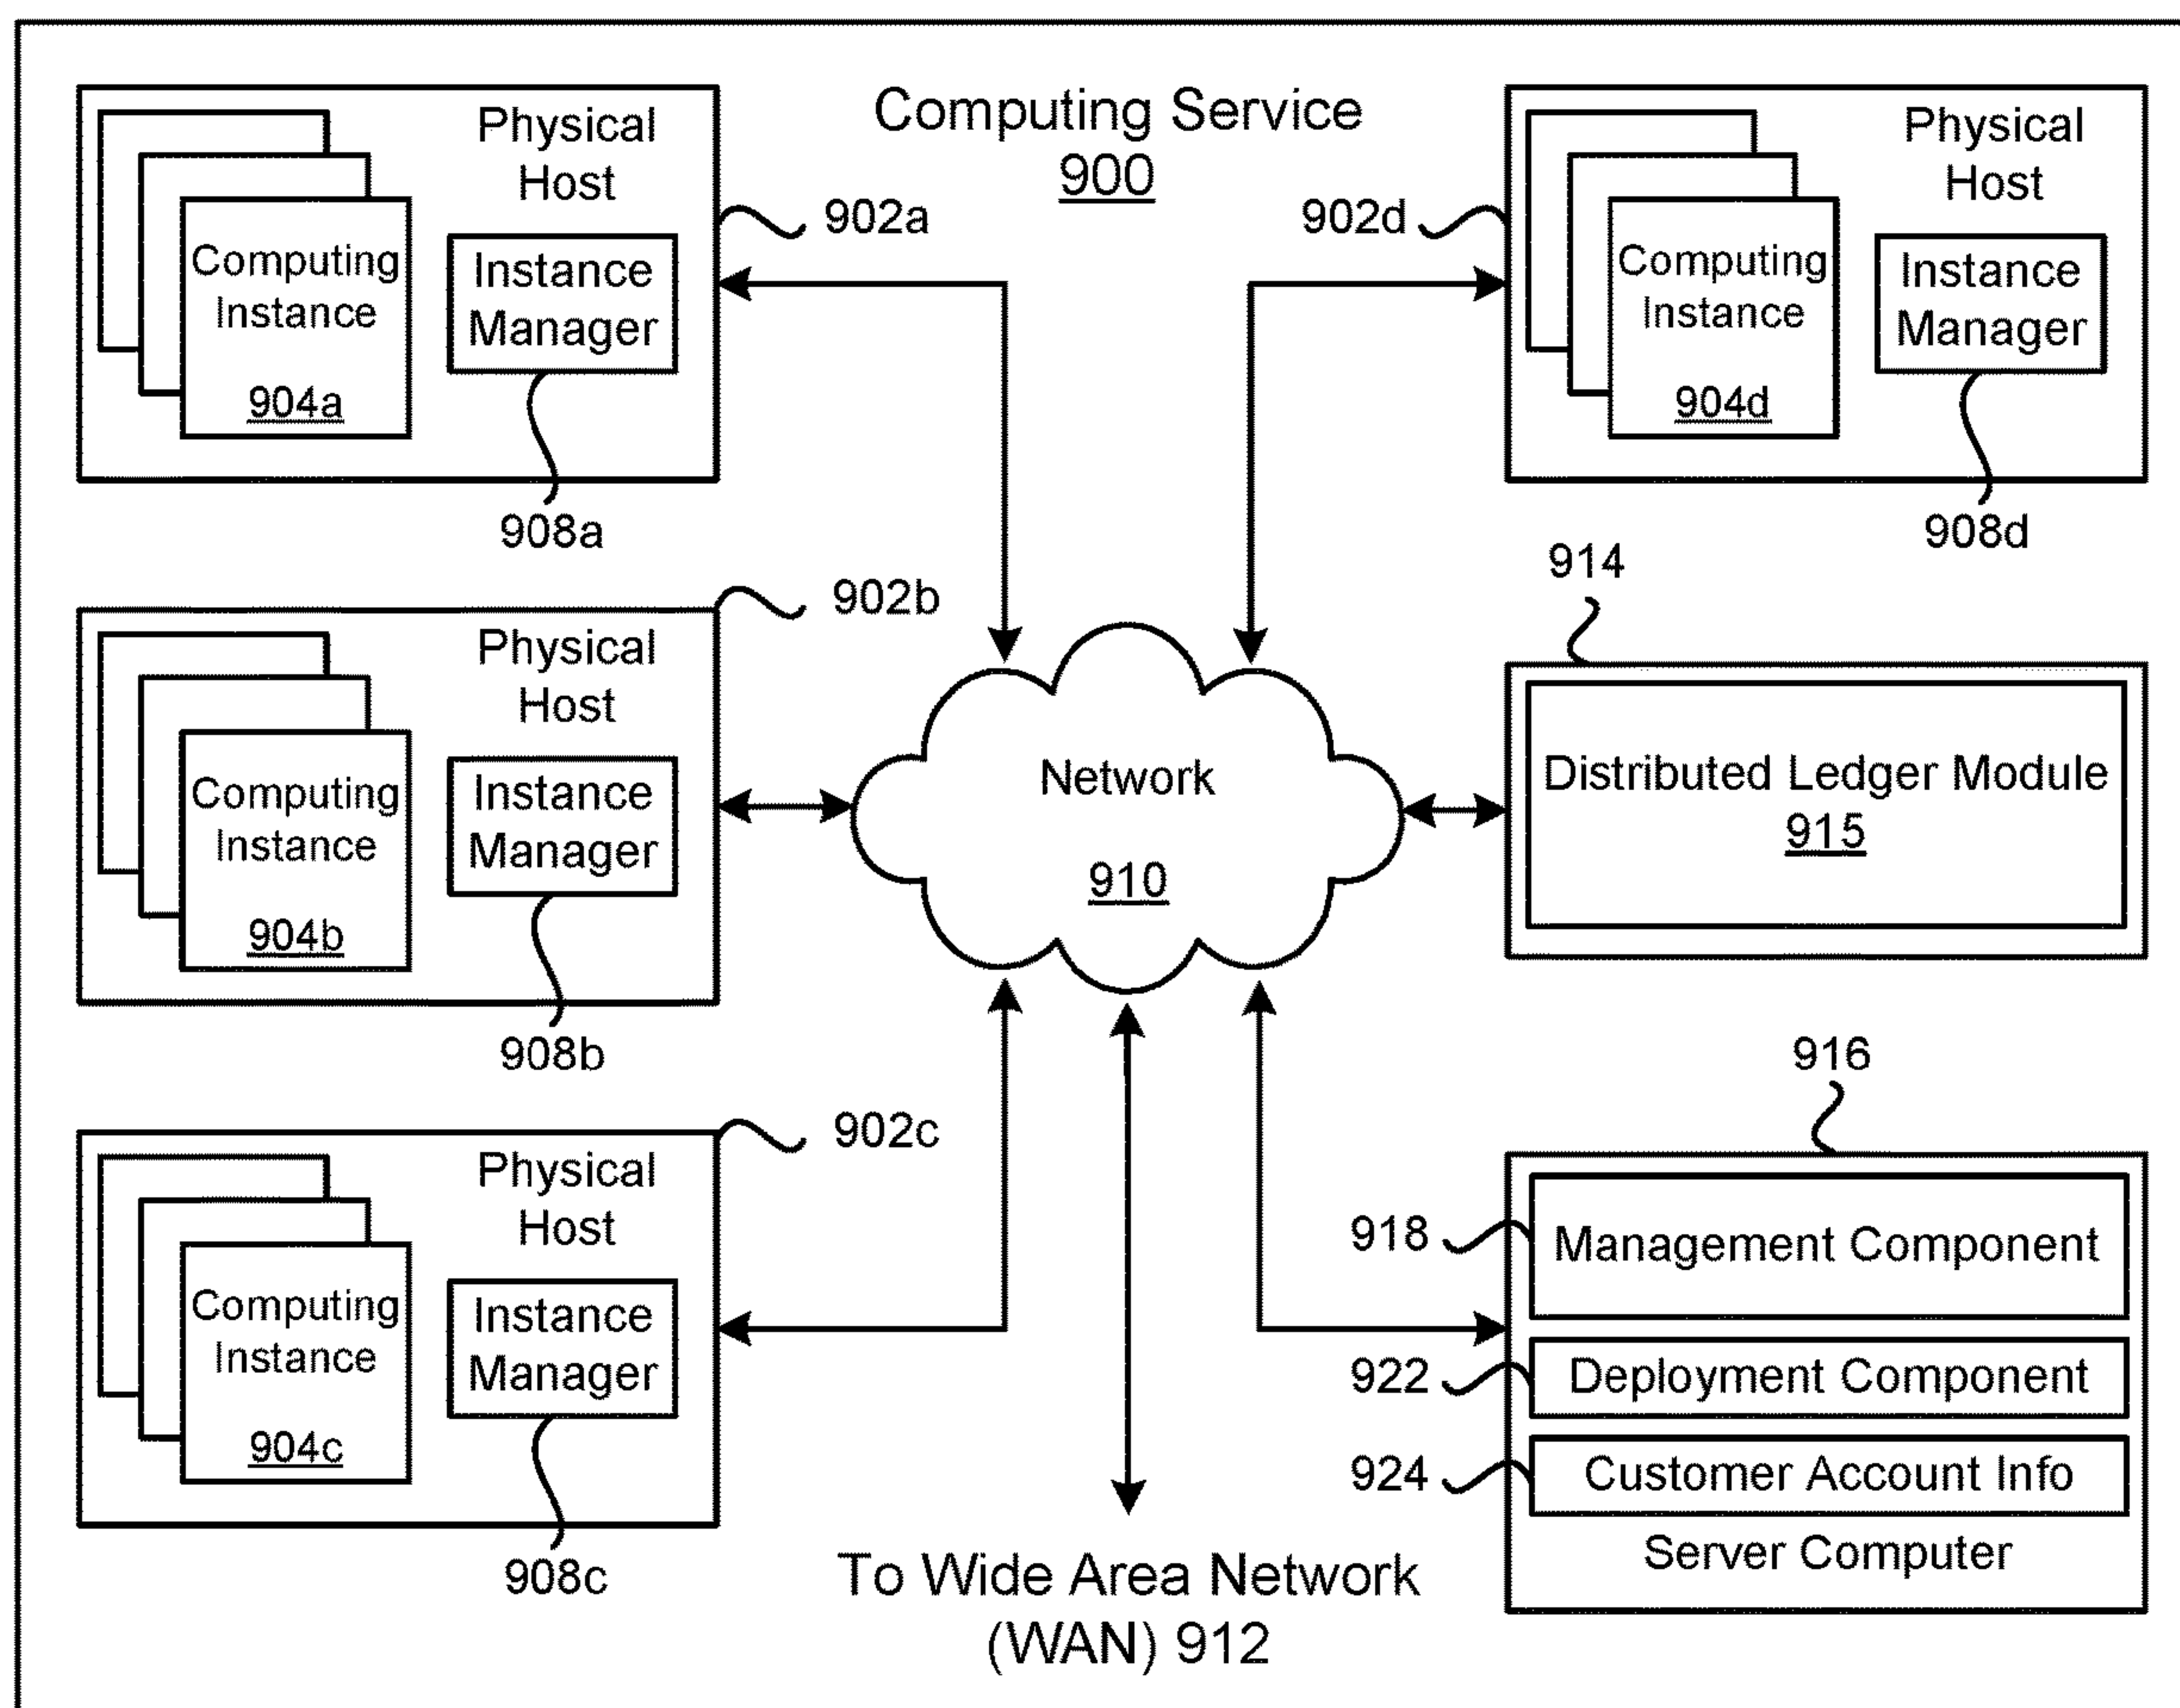 Computing Service
900
Physical
Host
Computing
Instance
904a
Instance
Manager
902a
908a
Physical
Host
Computing
Instance
904b
Instance
Manager
902b
908b
Physical
Host
Computing
Instance
904c
Instance
Manager
902c
908c
Network
910
To Wide Area Network
(WAN) 912
902d
Physical
Host
Computing
Instance
904d
Instance
Manager
908d
914
Distributed Ledger Module
915
916
918
Management Component
922
Deployment Component
924
Customer Account Info
Server Computer